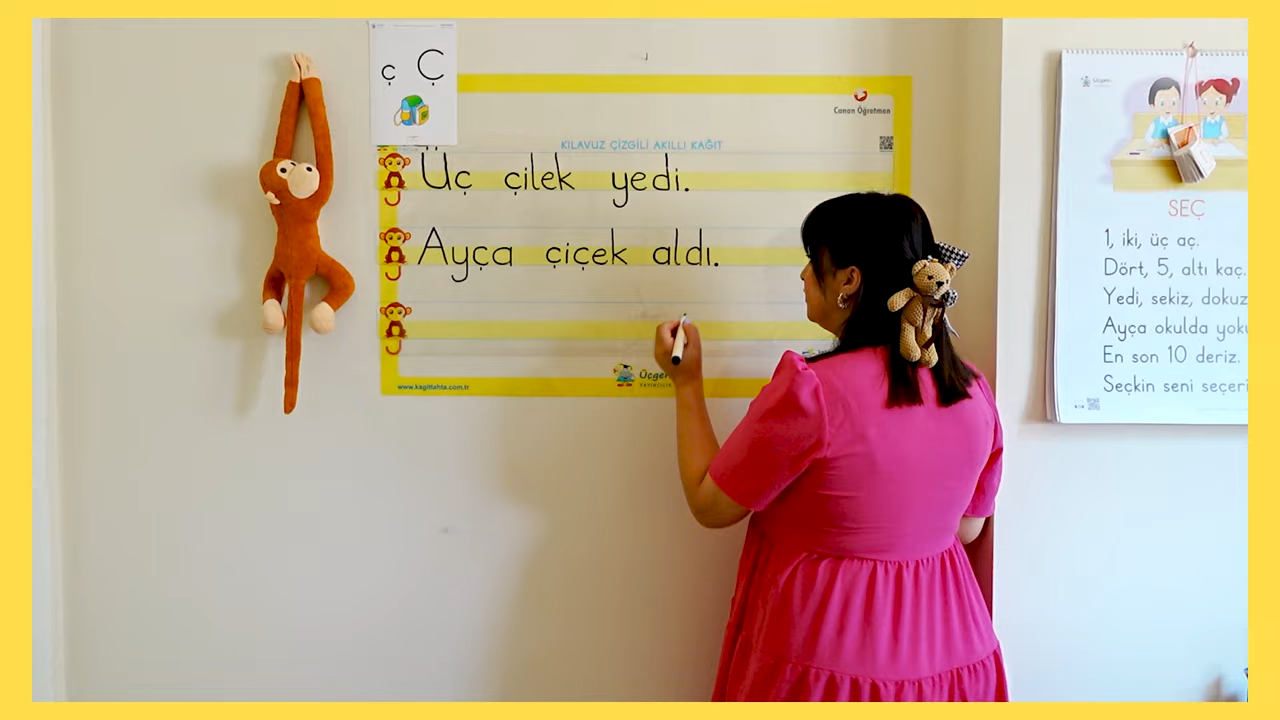 ç Ç
Canan Öğretmen
KILAVUZ ÇİZGİLİ AKILLI KAĞIT
Üç çilek yedi.
Ayça çiçek aldı.
www.kagittahta.com.tr
SEÇ
1, iki, üç aç.
Dört, 5, altı kaç.
Yedi, sekiz, dokuz
Ayça okulda yoku
En son 10 deriz.
Seçkin seni seçeri